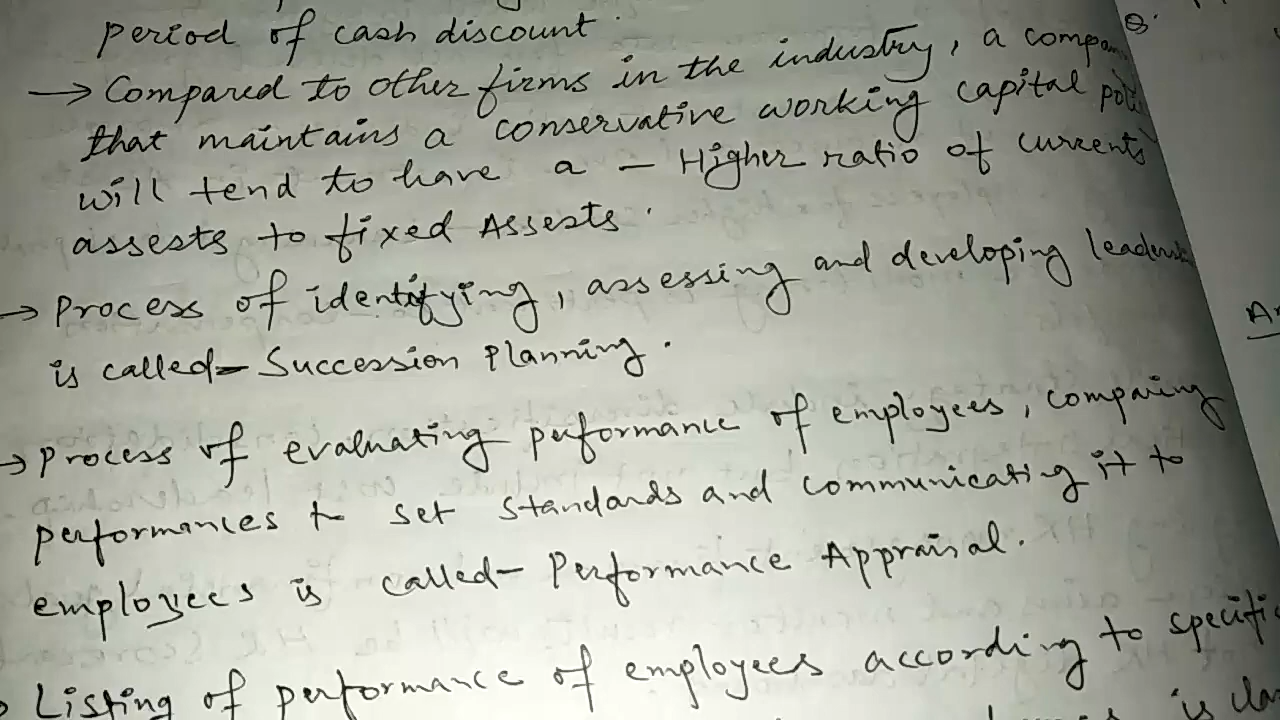 period of cash discount.
→ Compared to other firms in the industry, a
that maintains a conservative working capital
will tend to have a – Higher ratio of currents
assests to fixed Assests.
→ Process of identifying, assessing and developing
is called – Succession Planning.
→ Process of evaluating performance of employees, comparing
performances to set standards and communicating it to
employees is called – Performance Appraisal.
Listing of performance of employees according to
is